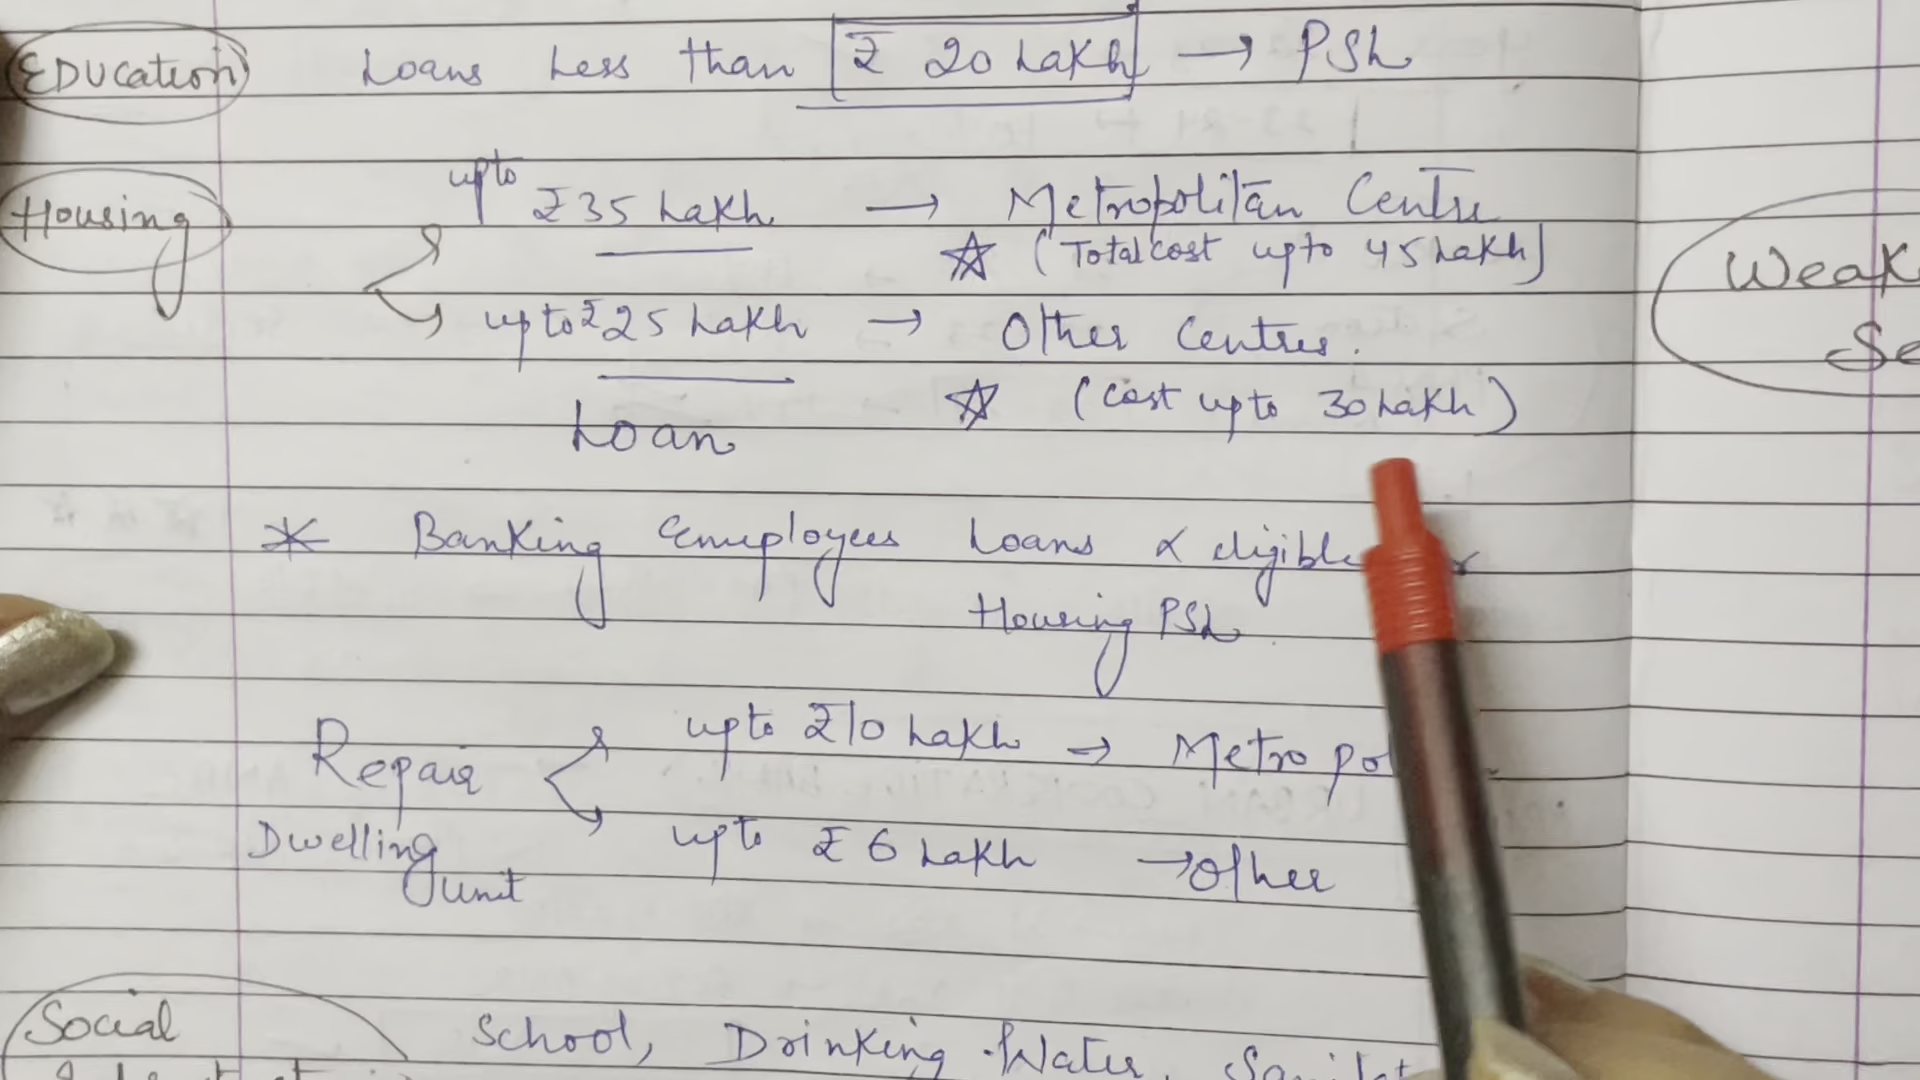 Education Loans Less than ₹ 20 Lakh → PSL
Housing upto ₹35 Lakh → Metropolitan Centre
☆ (Total cost upto 45 Lakh)
upto ₹25 Lakh → Other Centres.
☆ (Cost upto 30 Lakh)
Loan
* Banking Employees Loans eligible
Housing PSL
Repair upto ₹10 Lakh → Metro
Dwelling unit upto ₹6 Lakh → Other
Social School, Drinking Water,